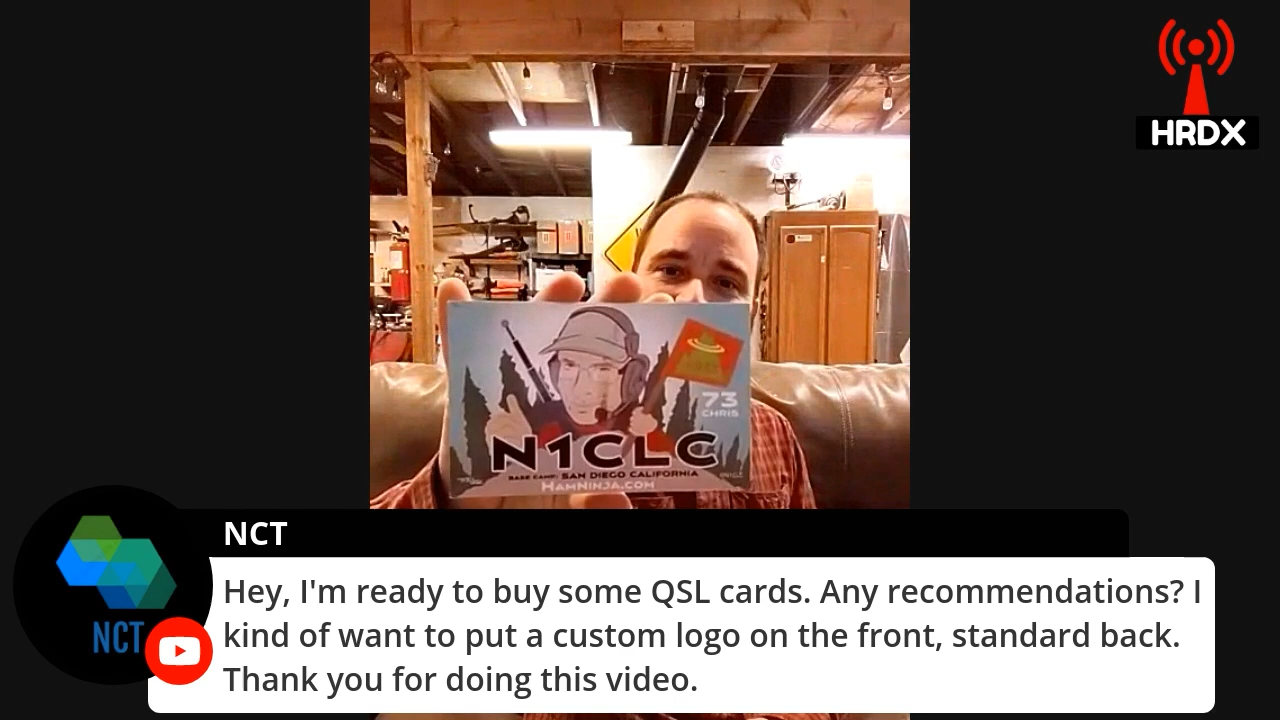 HRDX
73
CHRIS
N1CLC
BASE CAMP: SAN DIEGO CALIFORNIA
HAMNINJA.COM
NCT
NCT
Hey, I'm ready to buy some QSL cards. Any recommendations? I
kind of want to put a custom logo on the front, standard back.
Thank you for doing this video.